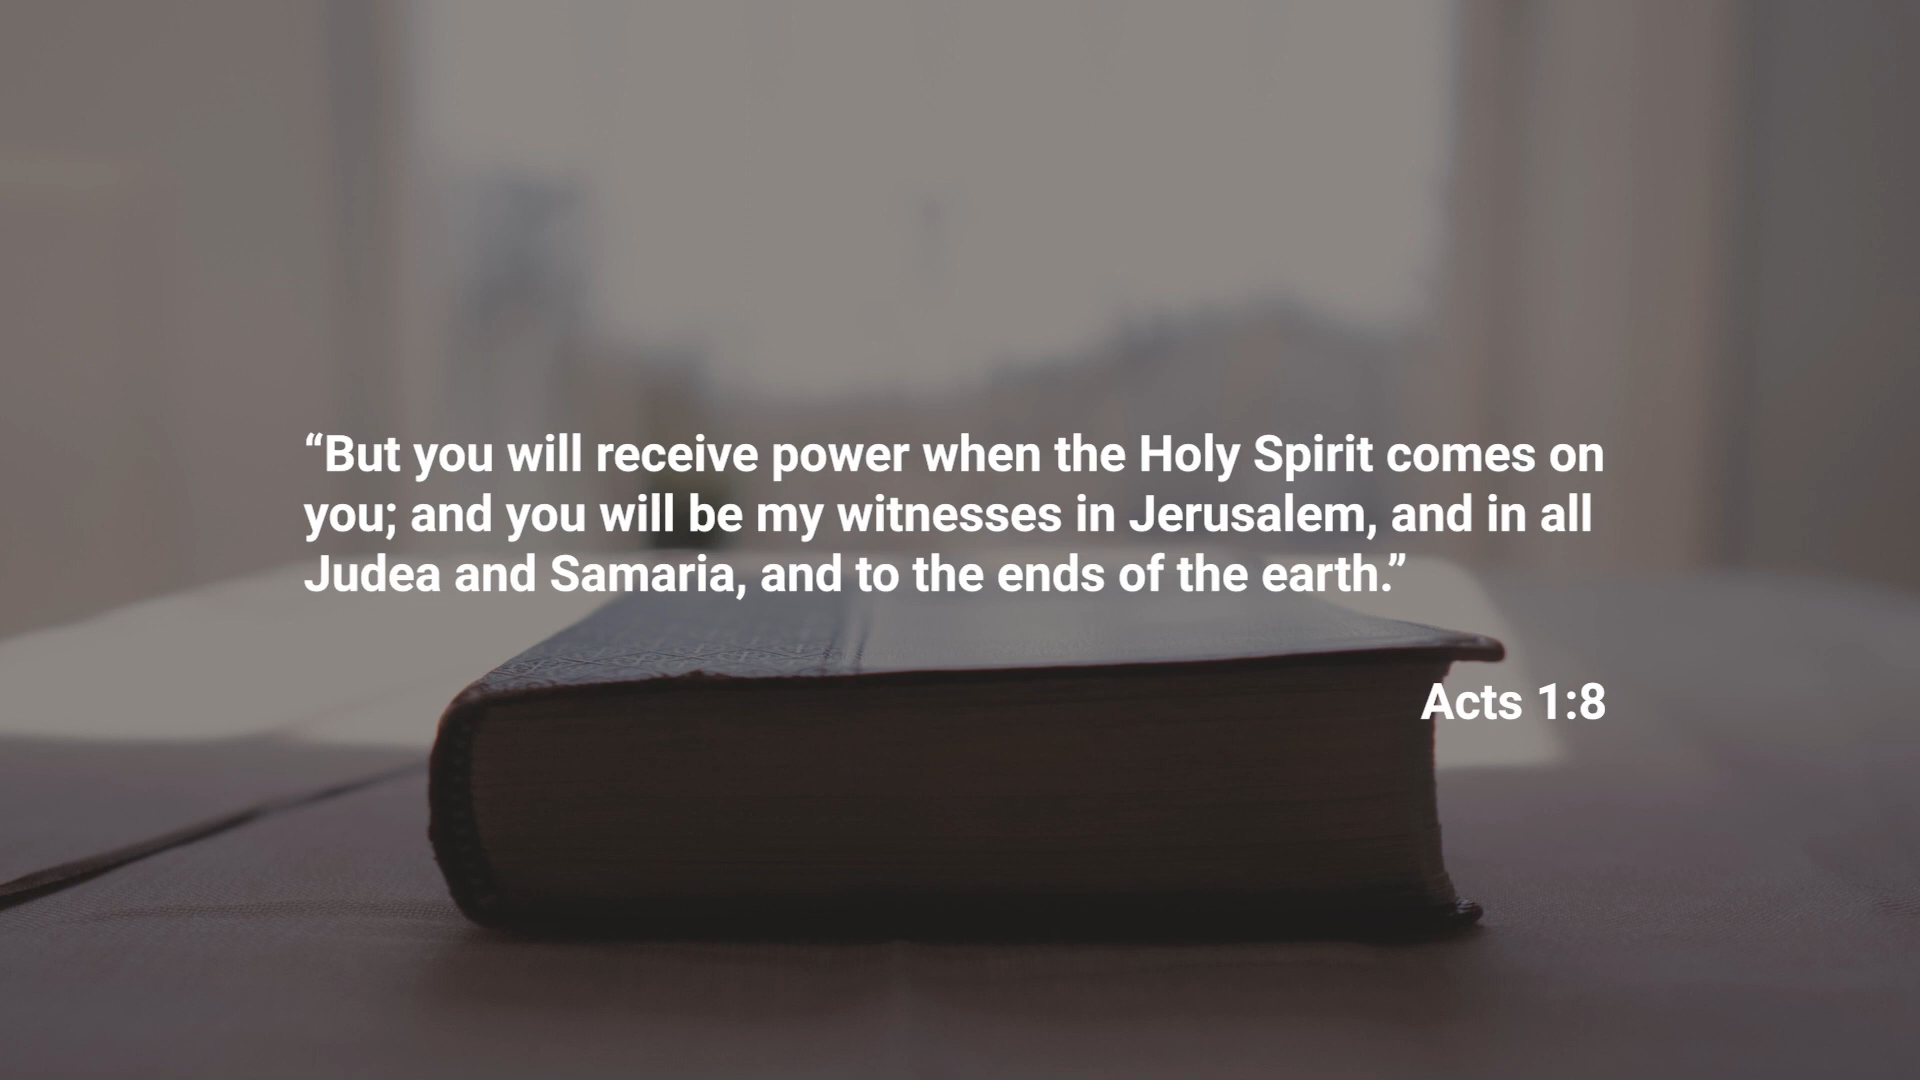 “But you will receive power when the Holy Spirit comes on
you; and you will be my witnesses in Jerusalem, and in all
Judea and Samaria, and to the ends of the earth.”
Acts 1:8